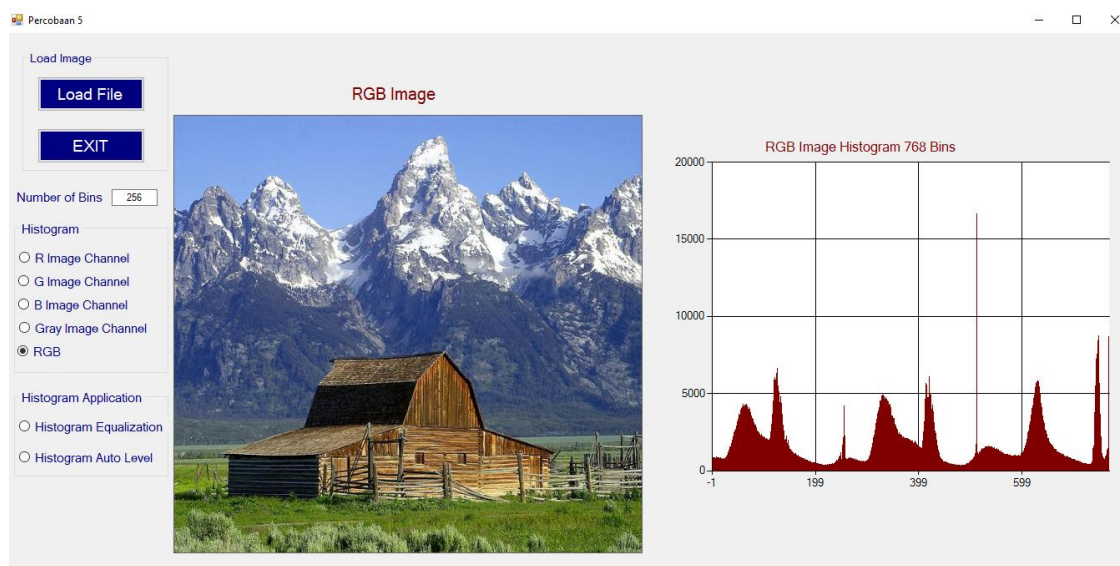 Percobaan 5
Load Image
Load File
EXIT
Number of Bins 256
Histogram
R Image Channel
G Image Channel
B Image Channel
Gray Image Channel
RGB
Histogram Application
Histogram Equalization
Histogram Auto Level
RGB Image
RGB Image Histogram 768 Bins
20000
15000
10000
5000
0
-1 199 399 599